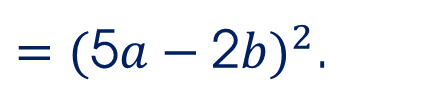 = (5a − 2b)².